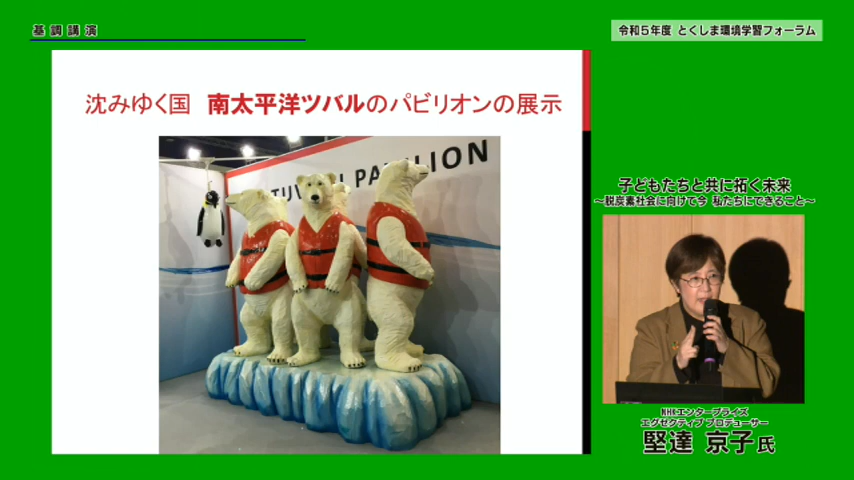 基調講演
令和5年度 とくしま環境学習フォーラム
沈みゆく国 南太平洋ツバルのパビリオンの展示
TUVALU PAVILION
子どもたちと共に拓く未来
～脱炭素社会に向けて今 私たちにできること～
NHKエンタープライズ
エグゼクティブ プロデューサー
堅達 京子氏